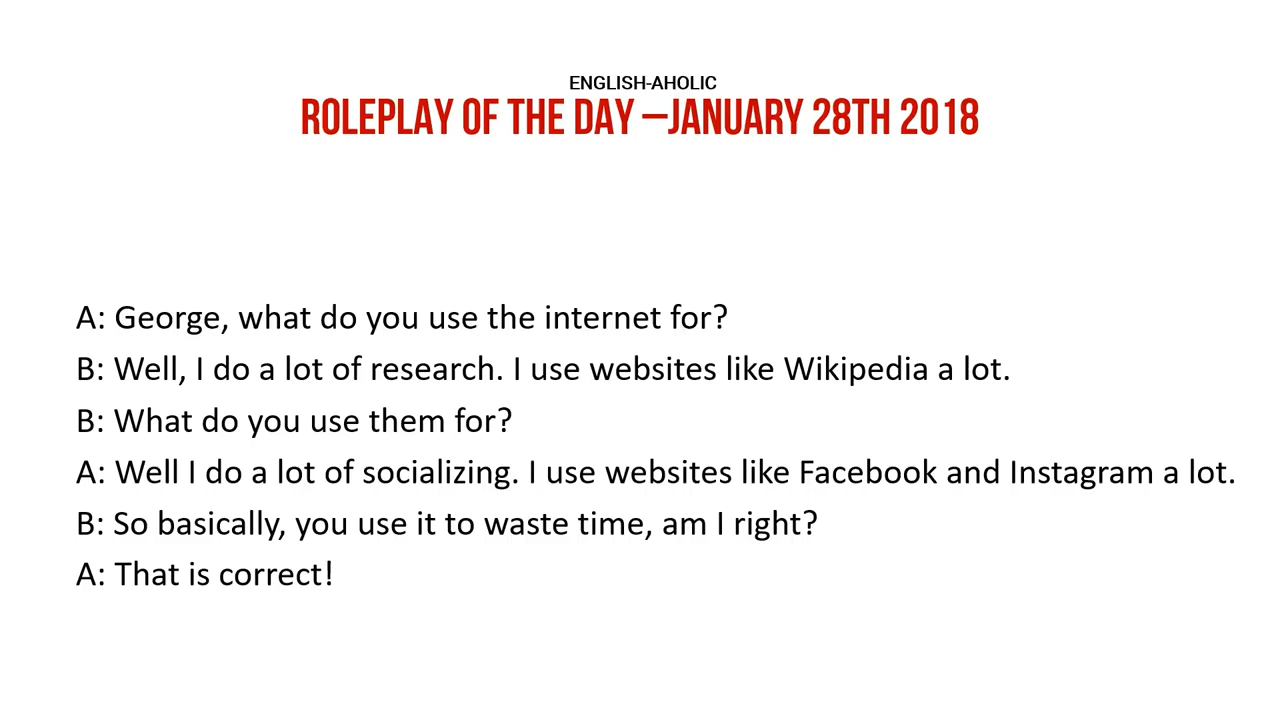 ENGLISH-AHOLIC
ROLEPLAY OF THE DAY –JANUARY 28TH 2018
A: George, what do you use the internet for?
B: Well, I do a lot of research. I use websites like Wikipedia a lot.
B: What do you use them for?
A: Well I do a lot of socializing. I use websites like Facebook and Instagram a lot.
B: So basically, you use it to waste time, am I right?
A: That is correct!